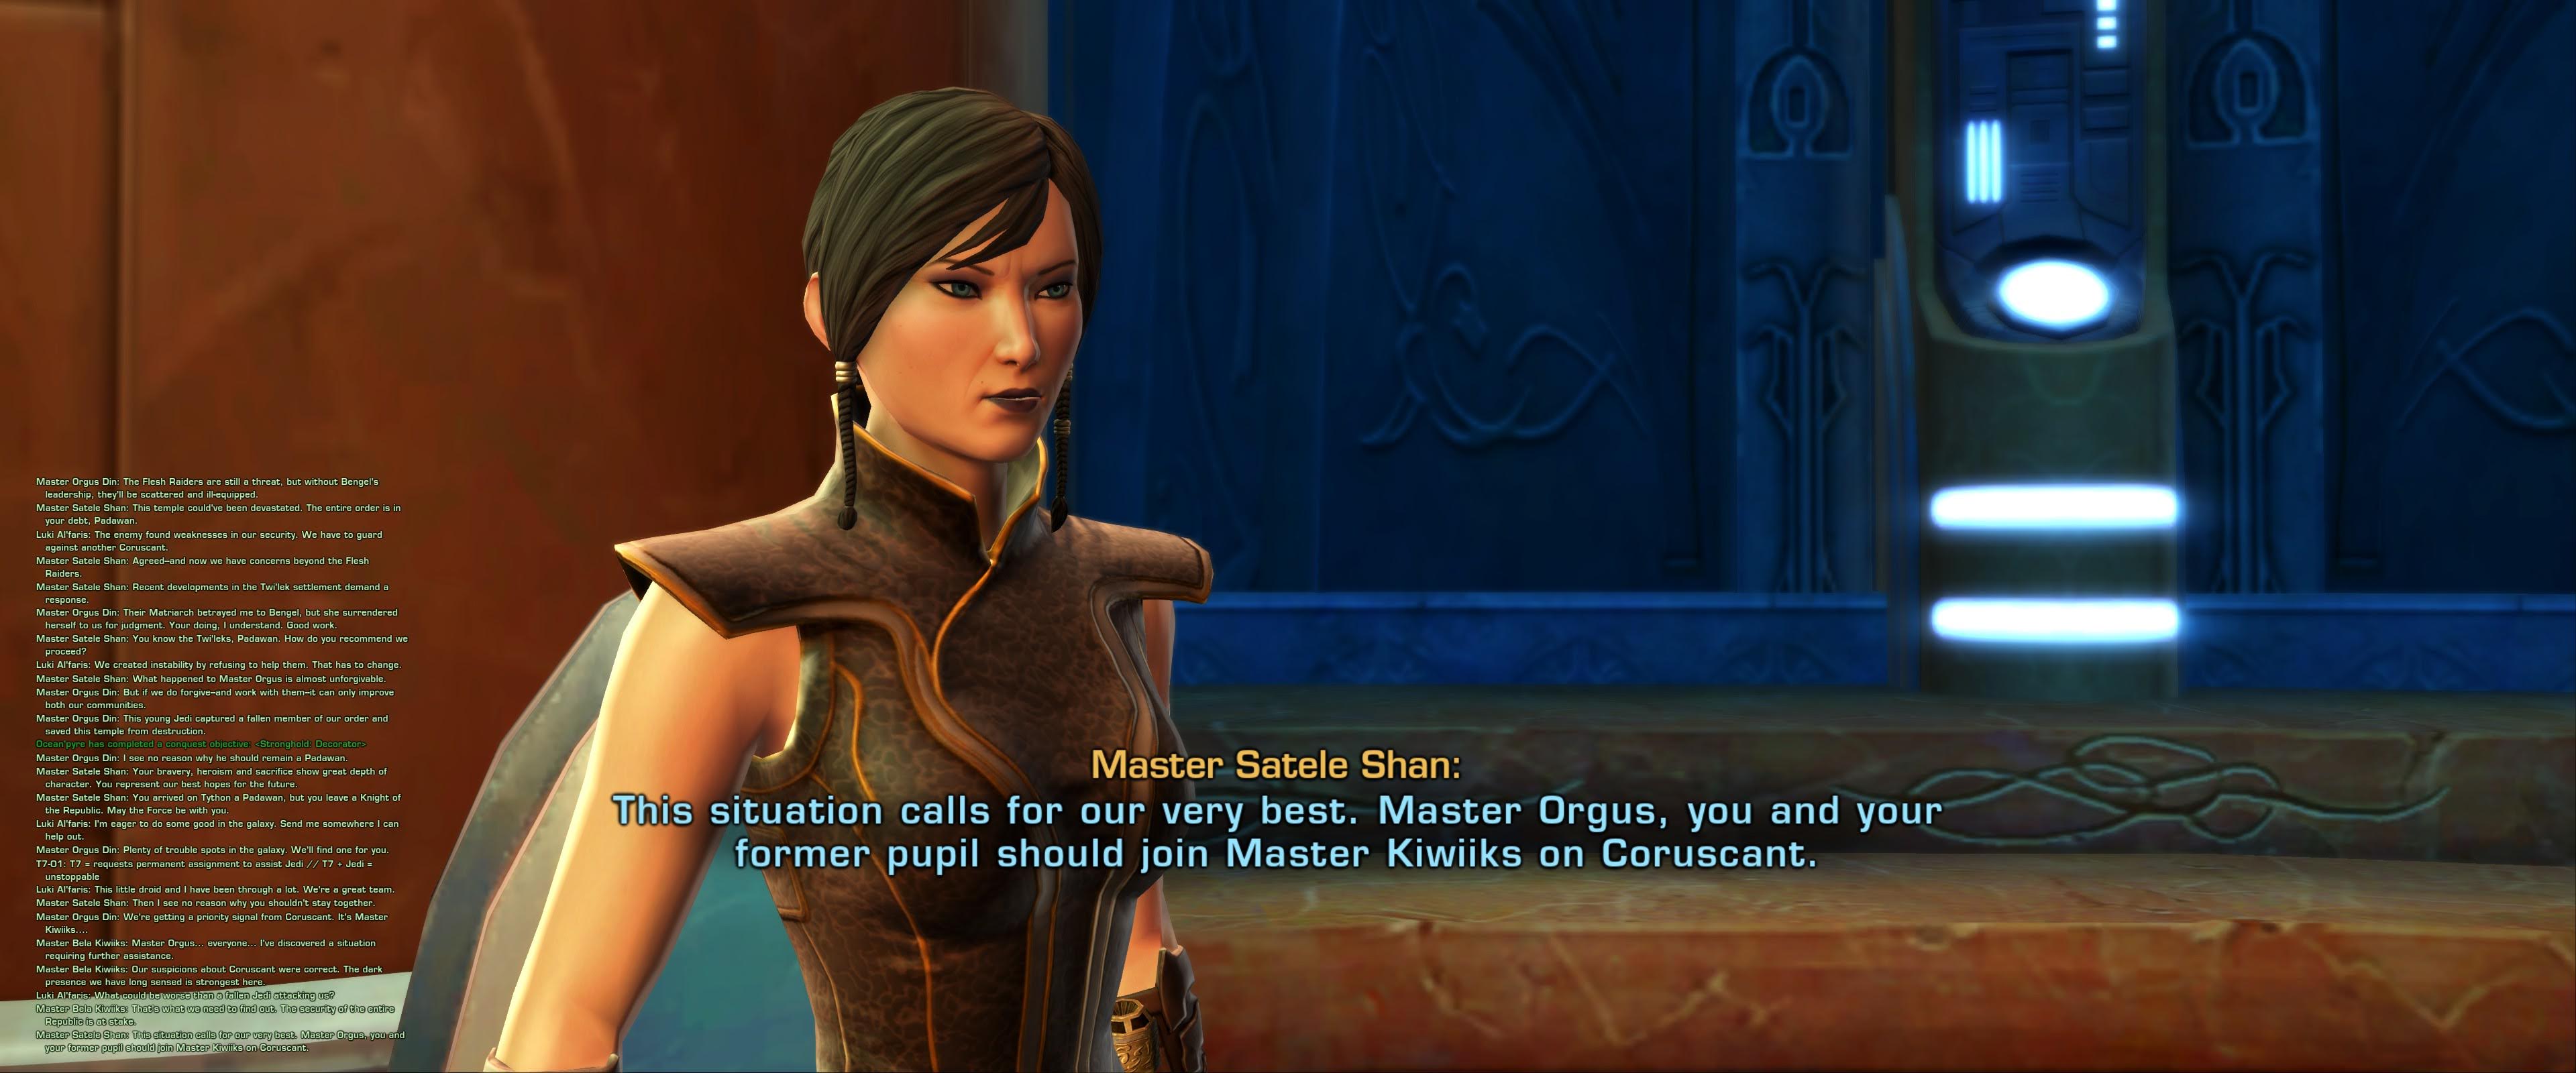 Master Orgus Din: The Flesh Raiders are still a threat, but without Bengel's
leadership, they'll be scattered and ill-equipped.
Master Satele Shan: This temple could've been devastated. The entire order is in
your debt, Padawan.
Luki Al'faris: The enemy found weaknesses in our security. We have to guard
against another Coruscant.
Master Satele Shan: Agreed—and now we have concerns beyond the Flesh
Raiders.
Master Satele Shan: Recent developments in the Twi'lek settlement demand a
response.
Master Orgus Din: Their Matriarch betrayed me to Bengel, but she surrendered
herself to us for judgment. Your doing, I understand. Good work.
Master Satele Shan: You know the Twi'leks, Padawan. How do you recommend we
proceed?
Luki Al'faris: We created instability by refusing to help them. That has to change.
Master Satele Shan: What happened to Master Orgus is almost unforgivable.
Master Orgus Din: But if we do forgive—and work with them—it can only improve
both our communities.
Master Orgus Din: This young Jedi captured a fallen member of our order and
saved this temple from destruction.
Ocean'pyre has completed a conquest objective: <Stronghold: Decorator>
Master Orgus Din: I see no reason why he should remain a Padawan.
Master Satele Shan: Your bravery, heroism and sacrifice show great depth of
character. You represent our best hopes for the future.
Master Satele Shan: You arrived on Tython a Padawan, but you leave a Knight of
the Republic. May the Force be with you.
Luki Al'faris: I'm eager to do some good in the galaxy. Send me somewhere I can
help out.
Master Orgus Din: Plenty of trouble spots in the galaxy. We'll find one for you.
T7-O1: T7 = requests permanent assignment to assist Jedi // T7 + Jedi =
unstoppable
Luki Al'faris: This little droid and I have been through a lot. We're a great team.
Master Satele Shan: Then I see no reason why you shouldn't stay together.
Master Orgus Din: We're getting a priority signal from Coruscant. It's Master
Kiwiiks....
Master Bela Kiwiiks: Master Orgus... everyone... I've discovered a situation
requiring further assistance.
Master Bela Kiwiiks: Our suspicions about Coruscant were correct. The dark
presence we have long sensed is strongest here.
Luki Al'faris: What could be worse than a fallen Jedi attacking us?
Master Bela Kiwiiks: That's what we need to find out. The security of the entire
Republic is at stake.
Master Satele Shan: This situation calls for our very best. Master Orgus, you and
your former pupil should join Master Kiwiiks on Coruscant.
Master Satele Shan:
This situation calls for our very best. Master Orgus, you and your
former pupil should join Master Kiwiiks on Coruscant.